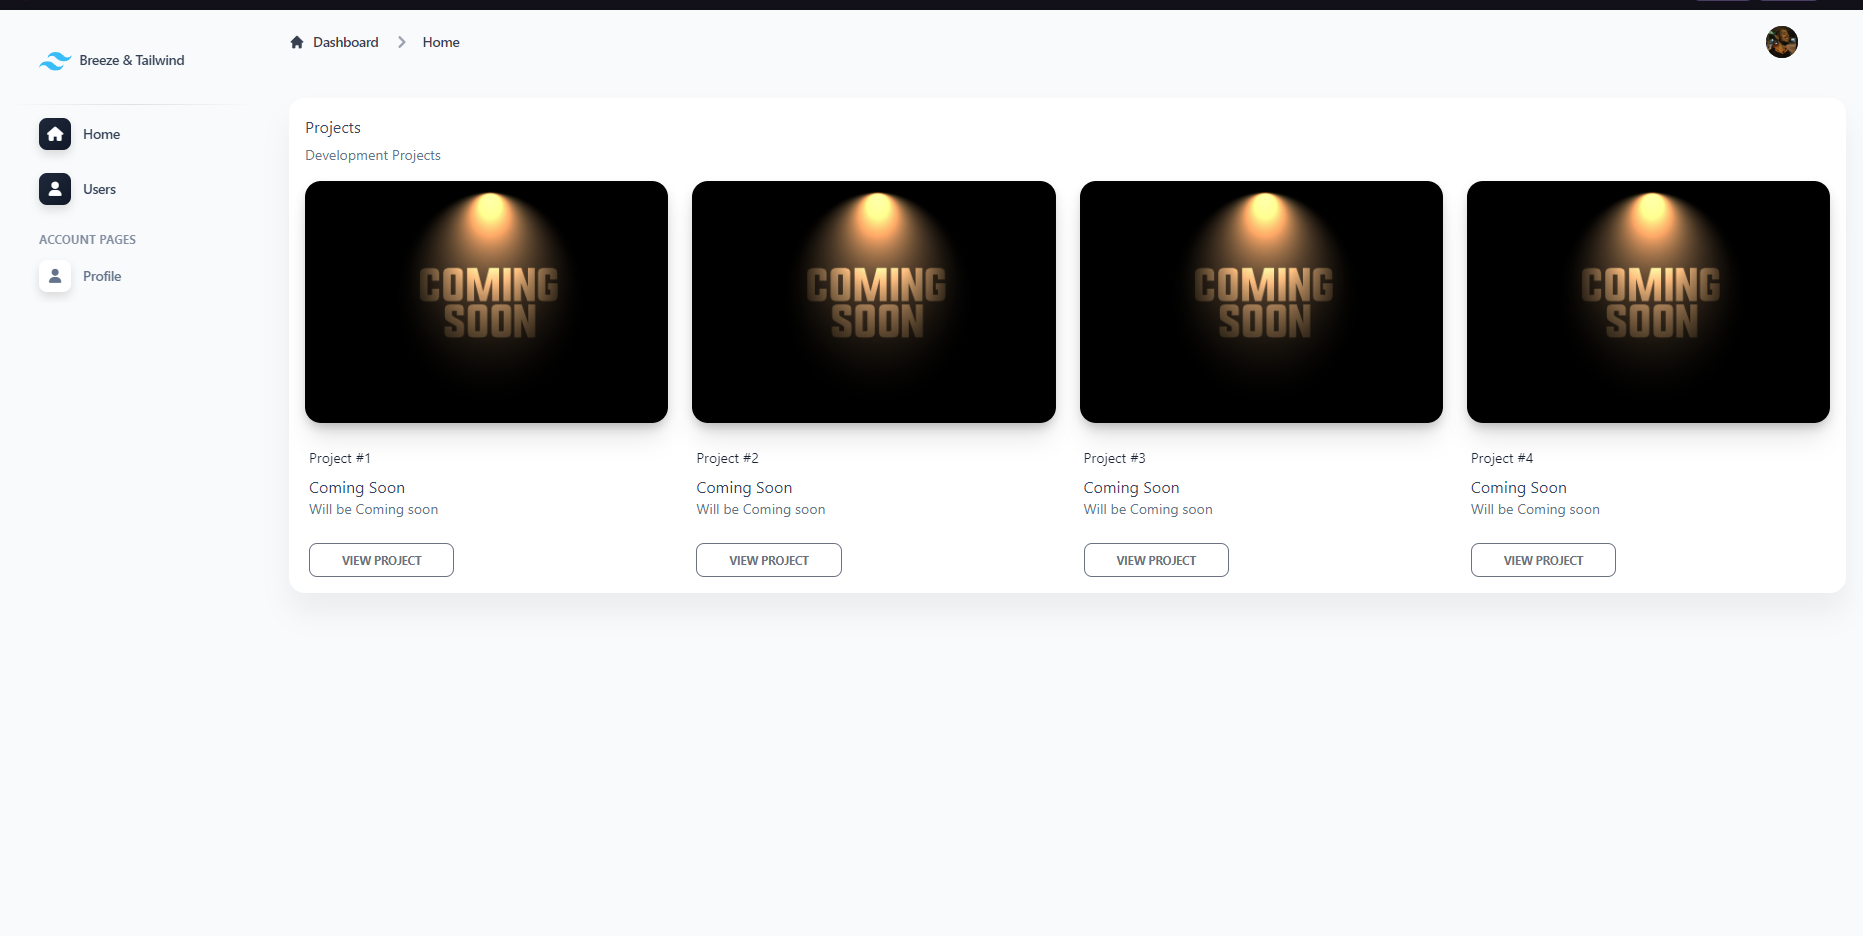 Breeze & Tailwind
Home
Users
ACCOUNT PAGES
Profile
Dashboard > Home
Projects
Development Projects
COMING
SOON
COMING
SOON
COMING
SOON
COMING
SOON
Project #1
Coming Soon
Will be Coming soon
VIEW PROJECT
Project #2
Coming Soon
Will be Coming soon
VIEW PROJECT
Project #3
Coming Soon
Will be Coming soon
VIEW PROJECT
Project #4
Coming Soon
Will be Coming soon
VIEW PROJECT